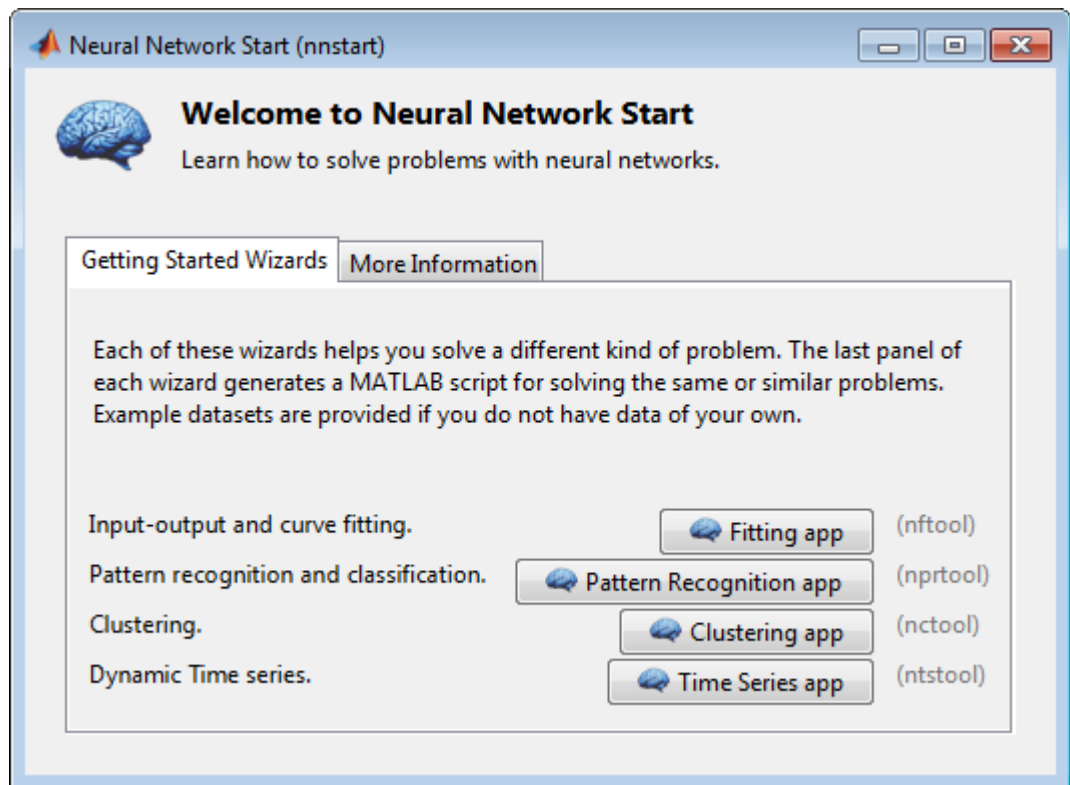 Neural Network Start (nnstart)
Welcome to Neural Network Start
Learn how to solve problems with neural networks.
Getting Started Wizards More Information
Each of these wizards helps you solve a different kind of problem. The last panel of
each wizard generates a MATLAB script for solving the same or similar problems.
Example datasets are provided if you do not have data of your own.
Input-output and curve fitting. Fitting app (nftool)
Pattern recognition and classification. Pattern Recognition app (nprtool)
Clustering. Clustering app (nctool)
Dynamic Time series. Time Series app (ntstool)